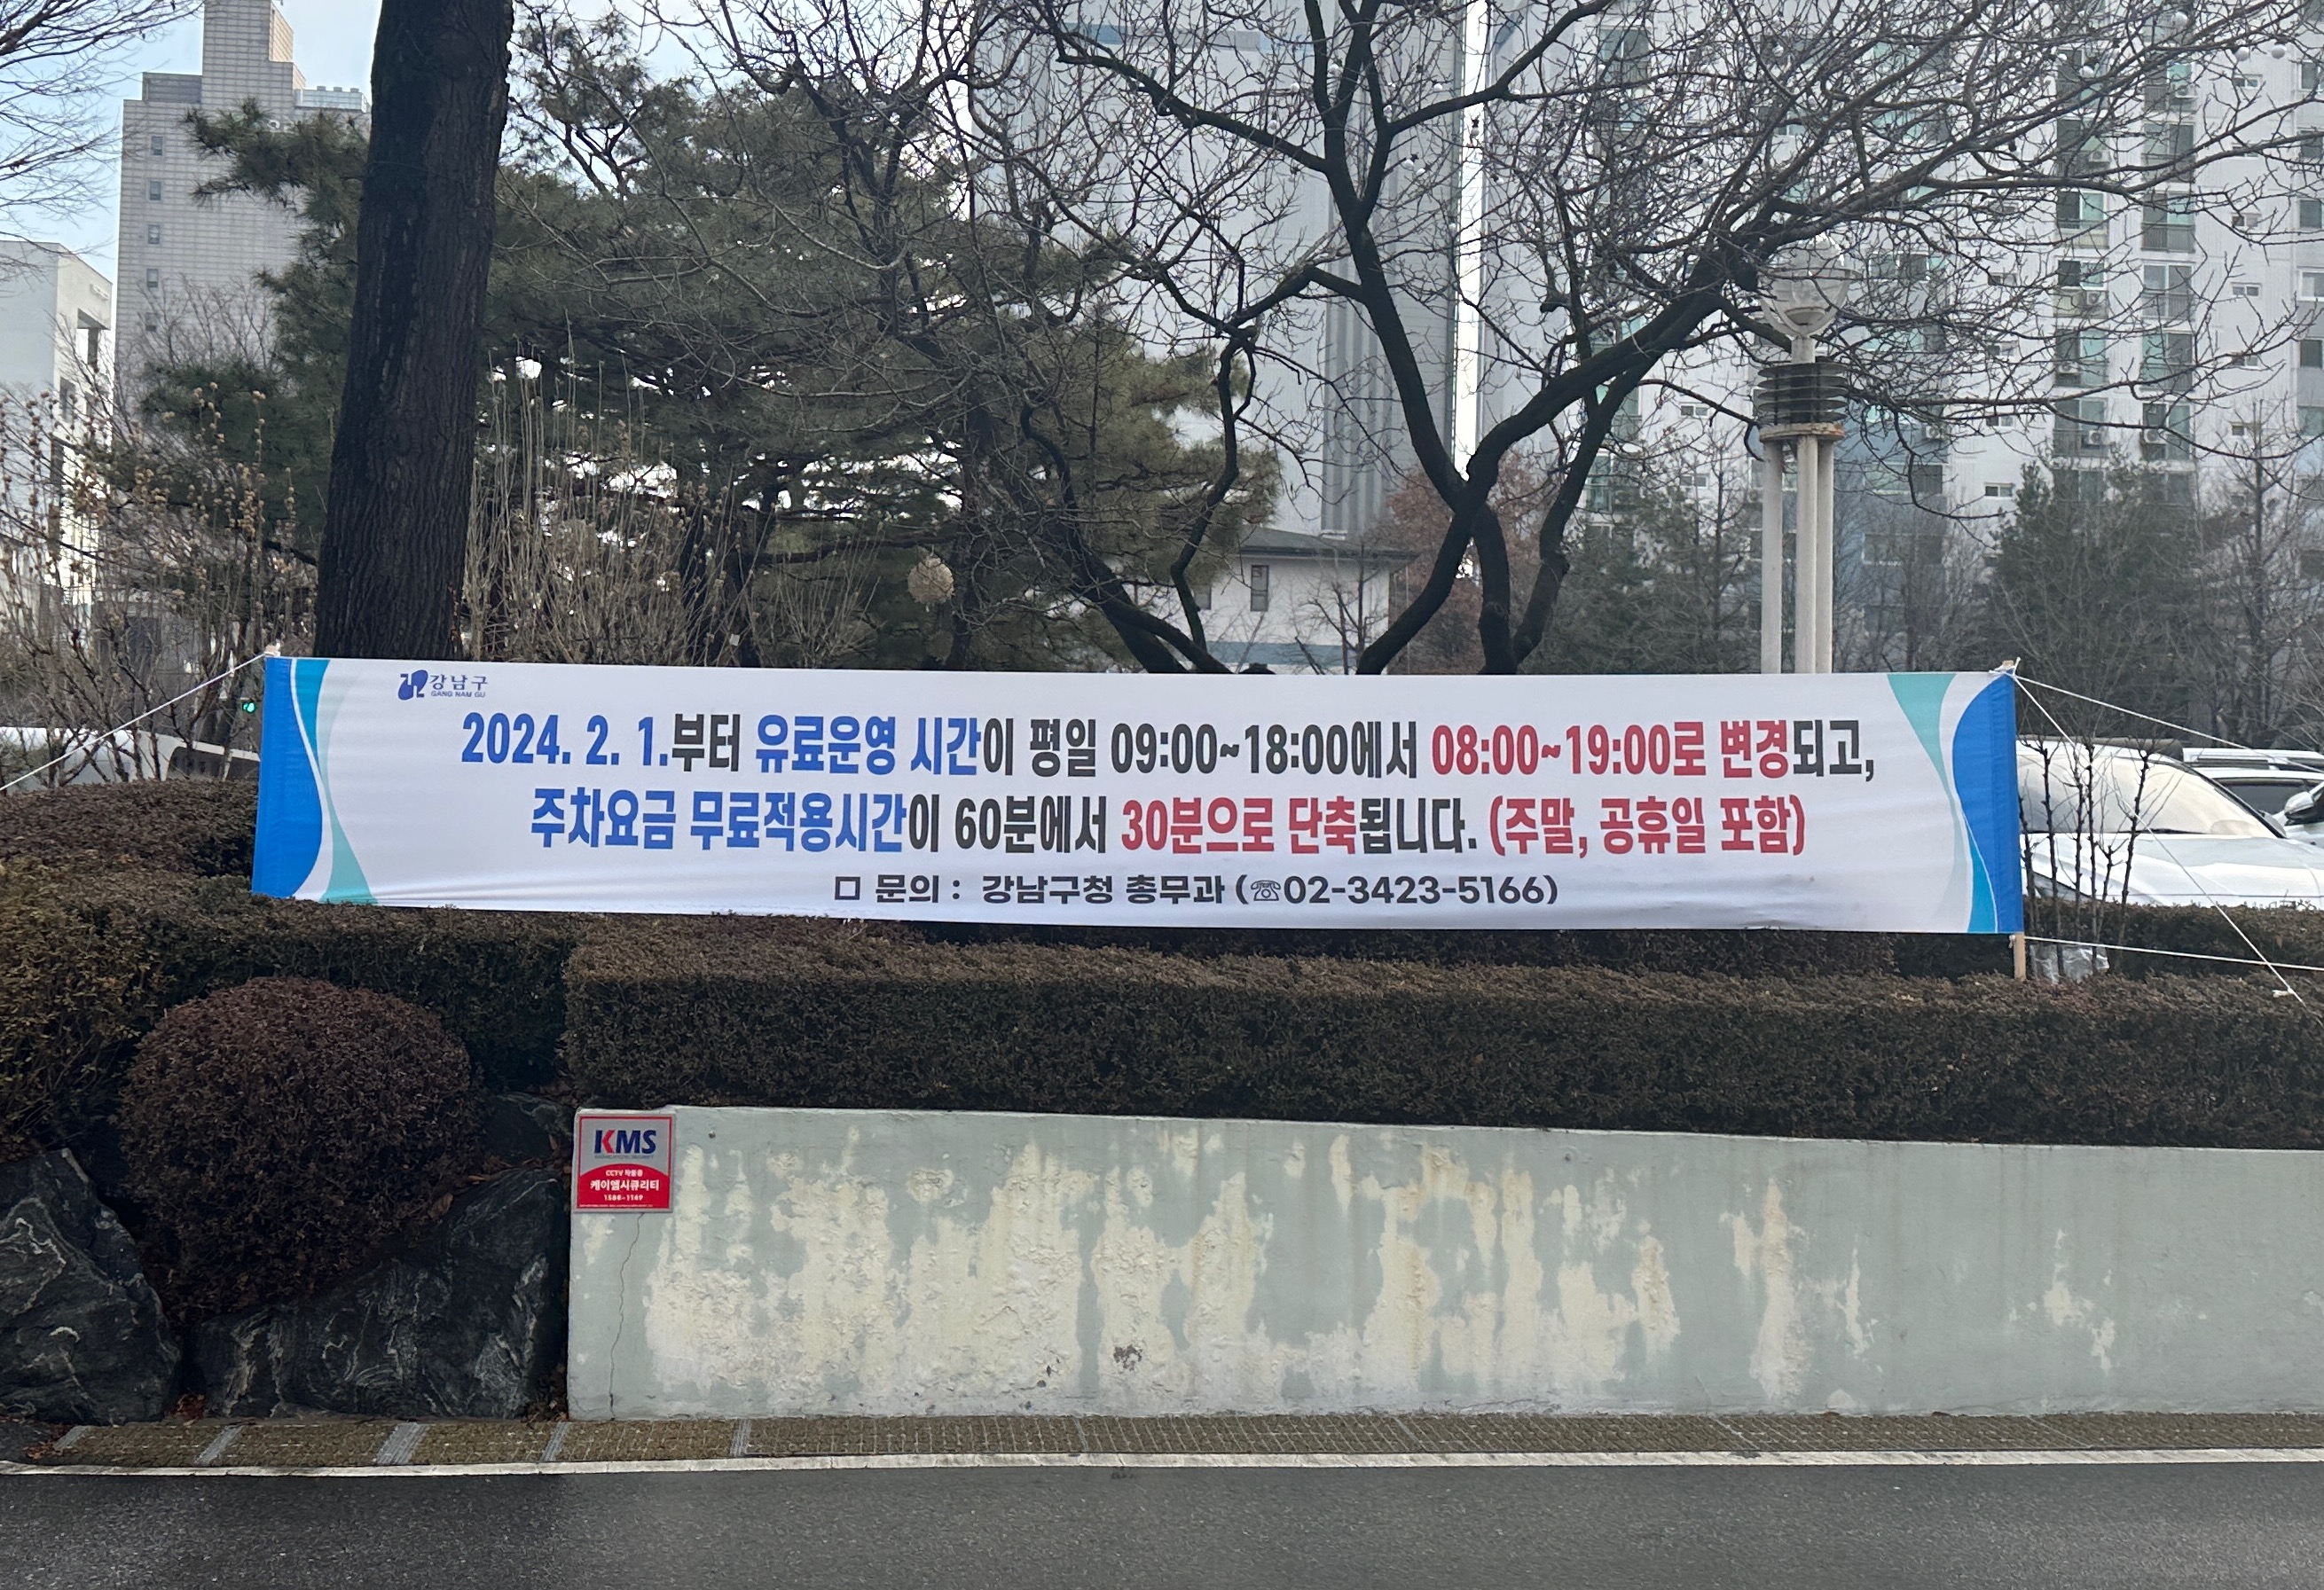 강남구
GANG NAM GU
2024. 2. 1.부터 유료운영 시간이 평일 09:00~18:00에서 08:00~19:00로 변경되고,
주차요금 무료적용시간이 60분에서 30분으로 단축됩니다. (주말, 공휴일 포함)
□ 문의 : 강남구청 총무과 (☏02-3423-5166)
KMS
CCTV 작동중
케이엠시큐리티
1588-1169